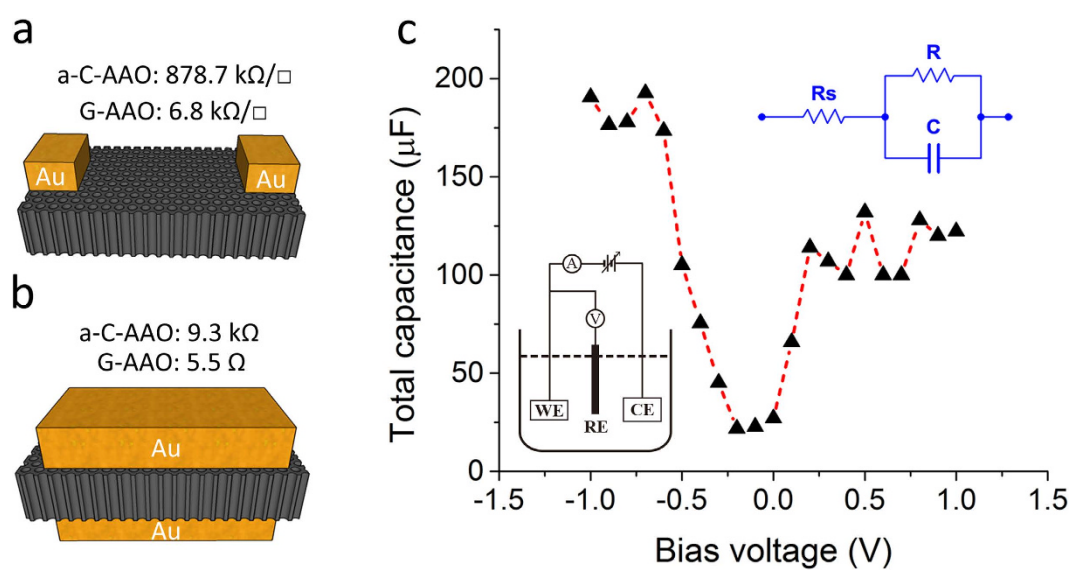 a
a-C-AAO: 878.7 kΩ/□
G-AAO: 6.8 kΩ/□
Au
Au
b
a-C-AAO: 9.3 kΩ
G-AAO: 5.5 Ω
Au
Au
c
Total capacitance (μF)
200
150
100
50
0
-1.5
-1.0
-0.5
0.0
0.5
1.0
1.5
Bias voltage (V)
R
Rs
C
A
V
WE
RE
CE